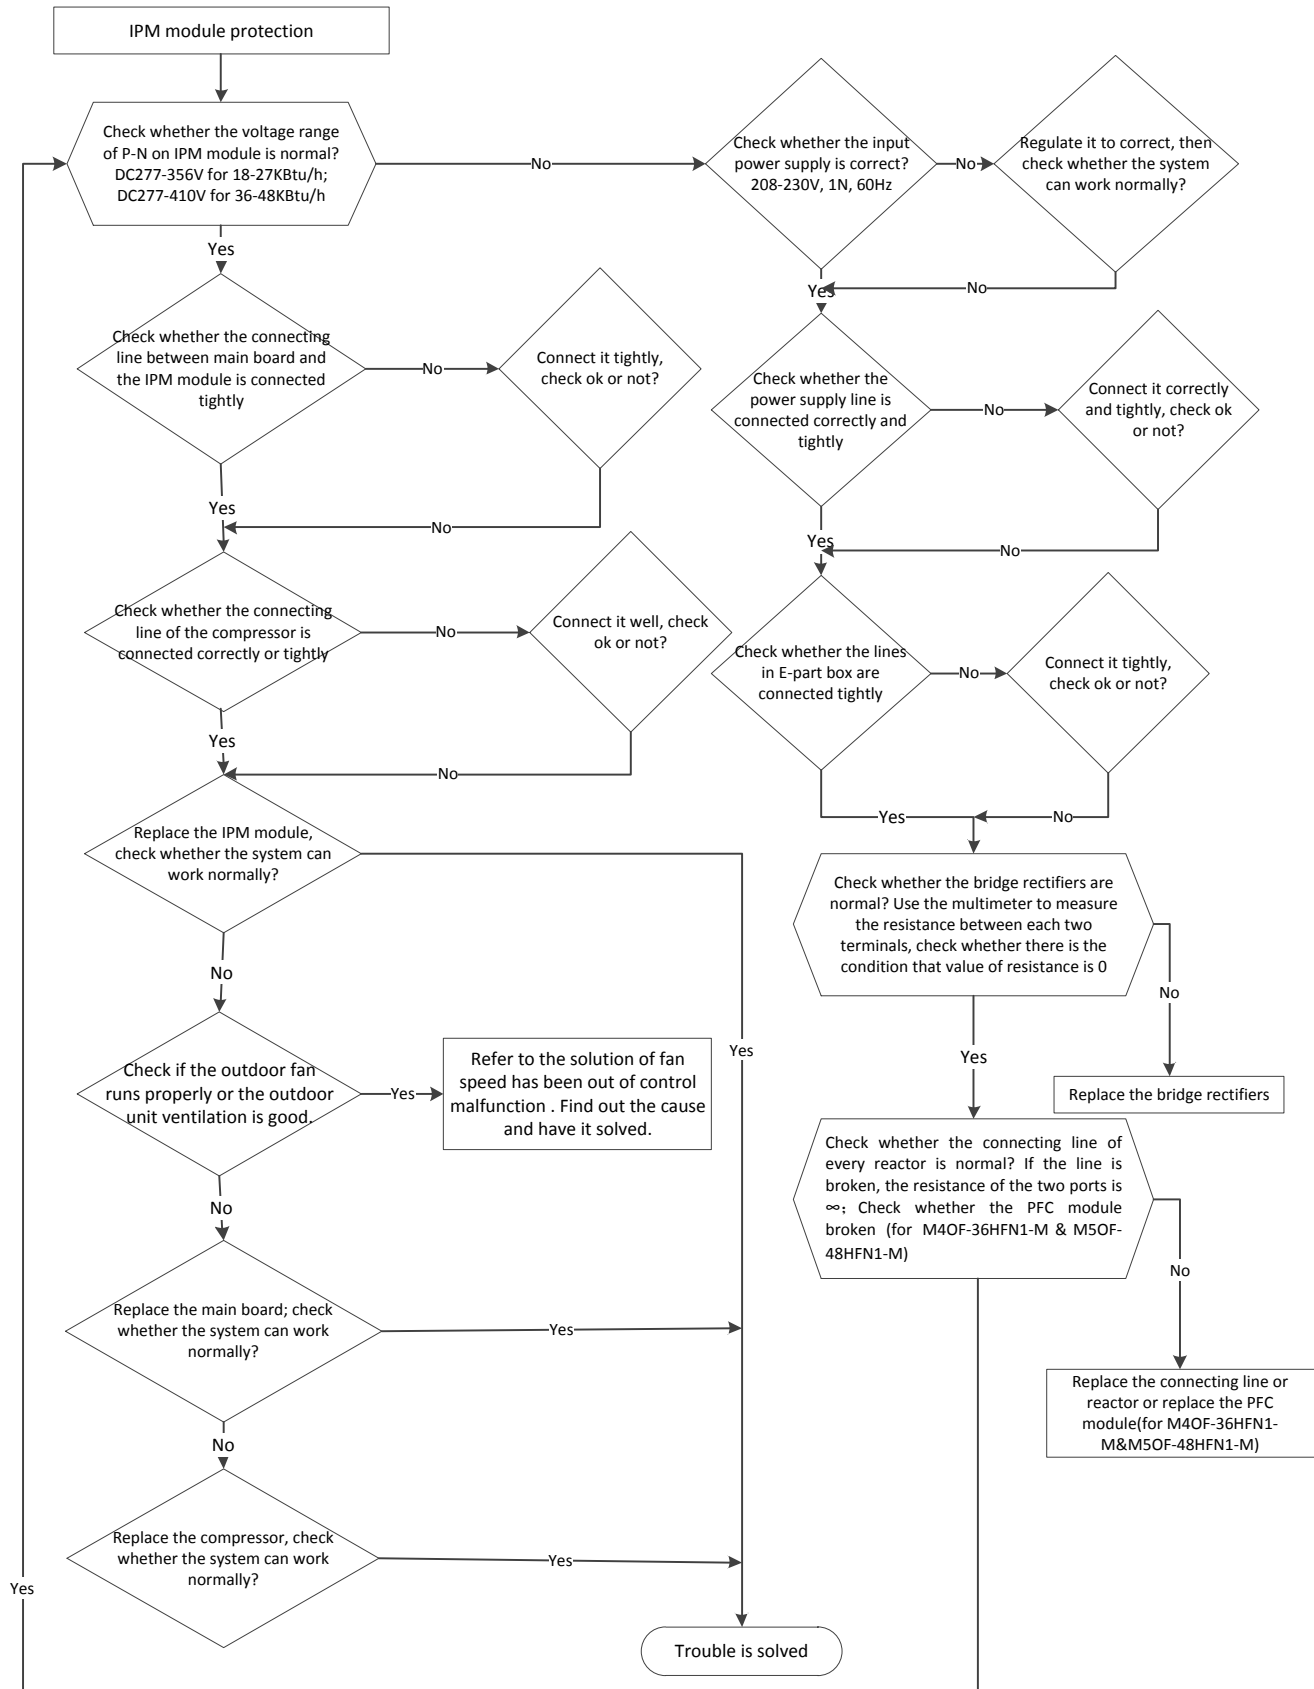 IPM module protection
Check whether the voltage range
of P-N on IPM module is normal?
DC277-356V for 18-27KBtu/h;
DC277-410V for 36-48KBtu/h
No
Check whether the input
power supply is correct?
208-230V, 1N, 60Hz
No
Regulate it to correct, then
check whether the system
can work normally?
Yes
Yes
No
Check whether the connecting
line between main board and
the IPM module is connected
tightly
No
Connect it tightly,
check ok or not?
Check whether the
power supply line is
connected correctly and
tightly
No
Connect it correctly
and tightly, check ok
or not?
Yes
No
Yes
No
Check whether the connecting
line of the compressor is
connected correctly or tightly
No
Connect it well, check
ok or not?
Check whether the lines
in E-part box are
connected tightly
No
Connect it tightly,
check ok or not?
Yes
No
Yes
No
Replace the IPM module,
check whether the system can
work normally?
Check whether the bridge rectifiers are
normal? Use the multimeter to measure
the resistance between each two
terminals, check whether there is the
condition that value of resistance is 0
No
No
Yes
Yes
Check if the outdoor fan
runs properly or the outdoor
unit ventilation is good.
Yes
Refer to the solution of fan
speed has been out of control
malfunction . Find out the cause
and have it solved.
Replace the bridge rectifiers
Check whether the connecting line of
every reactor is normal? If the line is
broken, the resistance of the two ports is
∞; Check whether the PFC module
broken (for M4OF-36HFN1-M & M5OF-
48HFN1-M)
No
No
Replace the main board; check
whether the system can work
normally?
Yes
Replace the connecting line or
reactor or replace the PFC
module(for M4OF-36HFN1-
M&M5OF-48HFN1-M)
No
Replace the compressor, check
whether the system can work
normally?
Yes
Yes
Trouble is solved